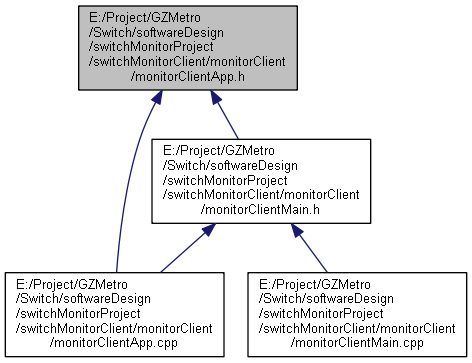 E:/Project/GZMetro
/Switch/softwareDesign
/switchMonitorProject
/switchMonitorClient/monitorClient
/monitorClientApp.h
E:/Project/GZMetro
/Switch/softwareDesign
/switchMonitorProject
/switchMonitorClient/monitorClient
/monitorClientMain.h
E:/Project/GZMetro
/Switch/softwareDesign
/switchMonitorProject
/switchMonitorClient/monitorClient
/monitorClientApp.cpp
E:/Project/GZMetro
/Switch/softwareDesign
/switchMonitorProject
/switchMonitorClient/monitorClient
/monitorClientMain.cpp